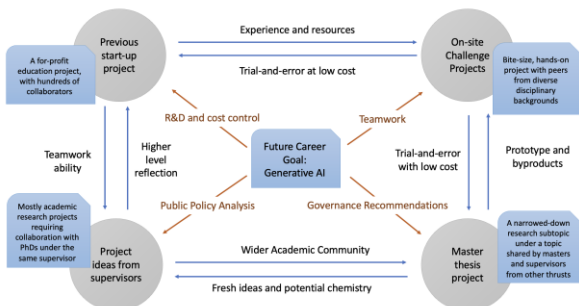 Experience and resources
Previous
start-up
project
On-site
Challenge
Projects
A for-profit
education project,
with hundreds of
collaborators
Bite-size, hands-on
project with peers
from diverse
disciplinary
backgrounds
Trial-and-error at low cost
R&D and cost control
Teamwork
Teamwork
ability
Higher
level
reflection
Future Career
Goal:
Generative AI
Trial-and-error
with low cost
Prototype and
byproducts
Public Policy Analysis
Governance Recommendations
Mostly academic
research projects
requiring
collaboration with
PhDs under the
same supervisor
Project
ideas from
supervisors
Wider Academic Community
Fresh ideas and potential chemistry
Master
thesis
project
A narrowed-down
research subtopic
under a topic
shared by masters
and supervisors
from other thrusts